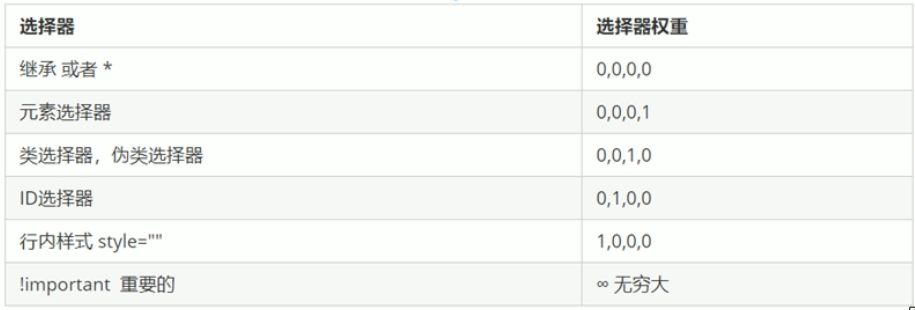 选择器 选择器权重
继承 或者 * 0,0,0,0
元素选择器 0,0,0,1
类选择器，伪类选择器 0,0,1,0
ID选择器 0,1,0,0
行内样式 style="" 1,0,0,0
!important 重要的 ∞ 无穷大